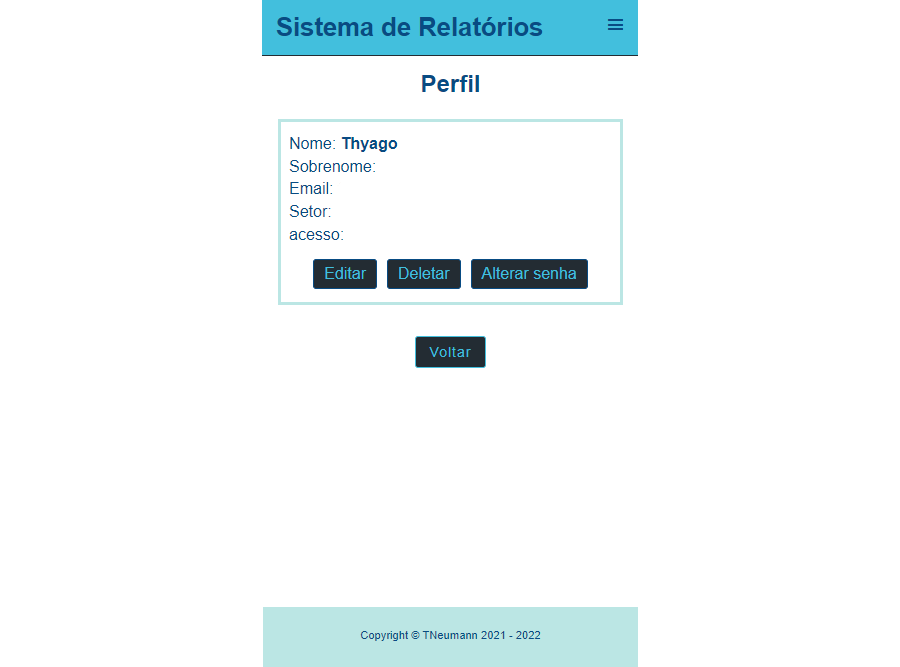 Sistema de Relatórios
Perfil
Nome: Thyago
Sobrenome:
Email:
Setor:
acesso:
Editar Deletar Alterar senha
Voltar
Copyright © TNeumann 2021 - 2022